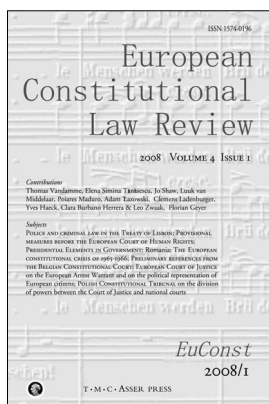 ISSN 1574-0196
European
Constitutional
Law Review
2008 VOLUME 4 ISSUE 1
Contributions
Thomas Vandamme, Elena Simina Tănăsescu, Jo Shaw, Luuk van
Middelaar, Poiares Maduro, Adam Łazowski, Clemens Ladenburger,
Yves Haeck, Clara Burbano Herrera & Leo Zwaak, Florian Geyer
Subjects
POLICE AND CRIMINAL LAW IN THE TREATY OF LISBON; PROVISIONAL
MEASURES BEFORE THE EUROPEAN COURT OF HUMAN RIGHTS;
PRESIDENTIAL ELEMENTS IN GOVERNMENT: Romania; THE EUROPEAN
CONSTITUTIONAL CRISIS OF 1965-1966; PRELIMINARY REFERENCES FROM
THE BELGIAN CONSTITUTIONAL COURT; EUROPEAN COURT OF JUSTICE
on the European Arrest Warrant and on the political representation of
European citizens; POLISH CONSTITUTIONAL TRIBUNAL on the division
of powers between the Court of Justice and national courts
EuConst
2008/1
T • M • C • ASSER PRESS